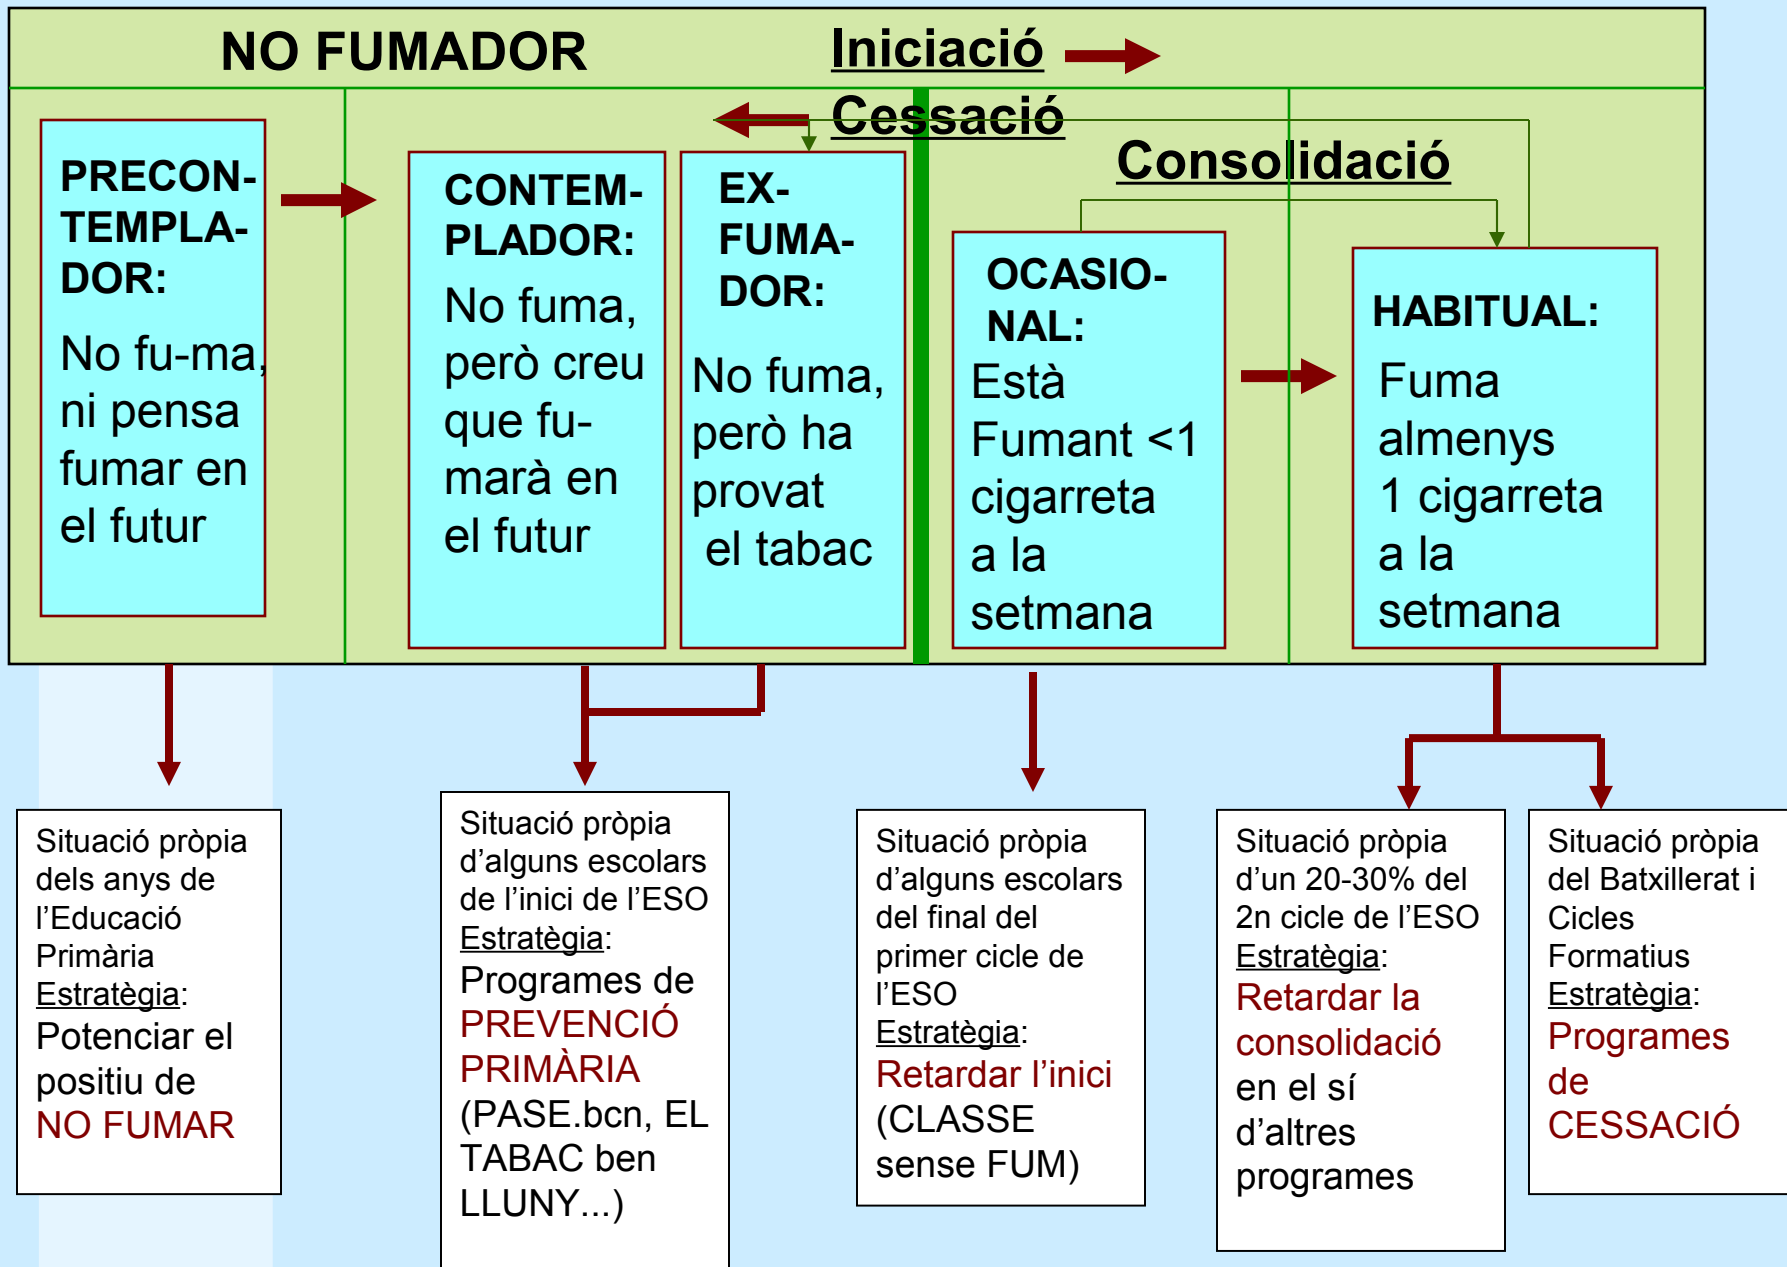 NO FUMADOR
Iniciació
Cessació
Consolidació
PRECON-
TEMPLA-
DOR:
No fu-ma,
ni pensa
fumar en
el futur
CONTEM-
PLADOR:
No fuma,
però creu
que fu-
marà en
el futur
EX-
FUMA-
DOR:
No fuma,
però ha
provat
el tabac
OCASIO-
NAL:
Està
Fumant <1
cigarreta
a la
setmana
HABITUAL:
Fuma
almenys
1 cigarreta
a la
setmana
Situació pròpia
dels anys de
l’Educació
Primària
Estratègia:
Potenciar el
positiu de
NO FUMAR
Situació pròpia
d’alguns escolars
de l’inici de l’ESO
Estratègia:
Programes de
PREVENCIÓ
PRIMÀRIA
(PASE.bcn, EL
TABAC ben
LLUNY...)
Situació pròpia
d’alguns escolars
del final del
primer cicle de
l’ESO
Estratègia:
Retardar l’inici
(CLASSE
sense FUM)
Situació pròpia
d’un 20-30% del
2n cicle de l’ESO
Estratègia:
Retardar la
consolidació
en el sí
d’altres
programes
Situació pròpia
del Batxillerat i
Cicles
Formatius
Estratègia:
Programes
de
CESSACIÓ